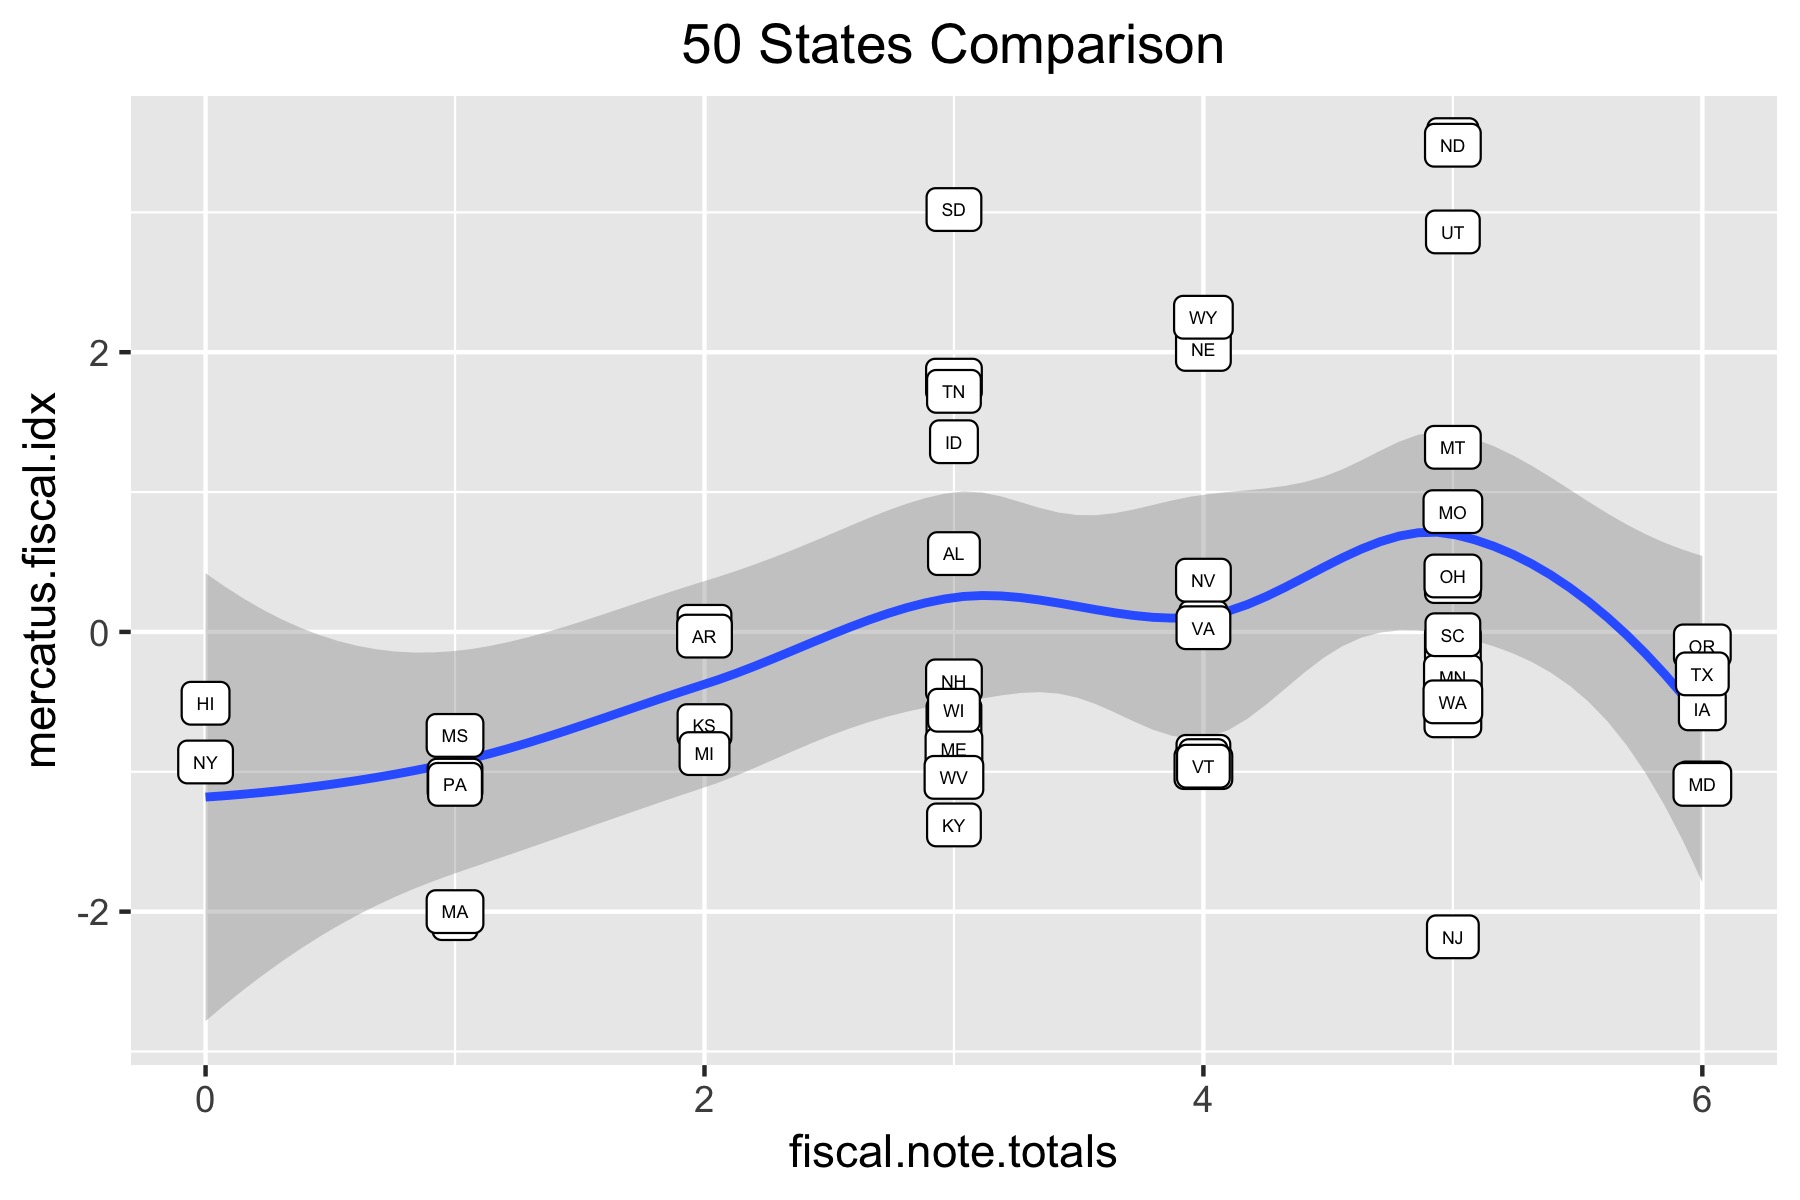 50 States Comparison
ND
SD
UT
WY
2
NE
TN
ID
MT
MO
AL
OH
NV
VA
0
AR
SC
OR
TX
NH
MN
HI
WA
WI
IA
KS
MS
ME
MI
NY
VT
WV
PA
MD
KY
-2
MA
NJ
mercatus.fiscal.idx
0
2
4
6
fiscal.note.totals